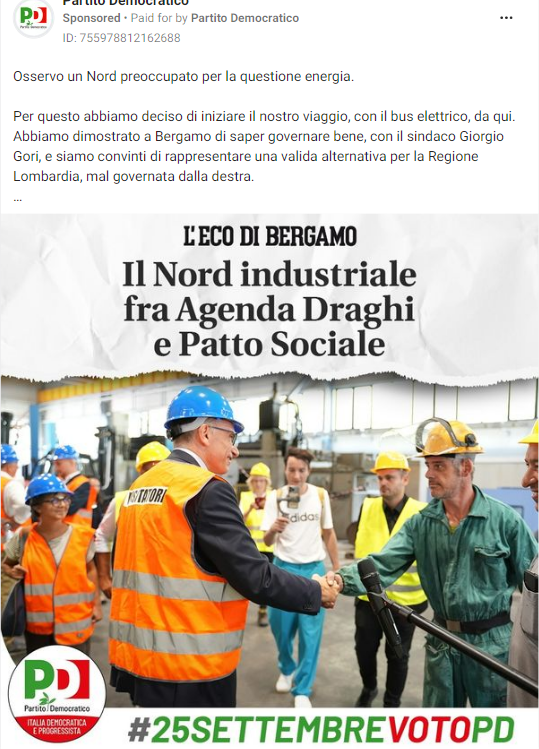 Partito Democratico
Sponsored • Paid for by Partito Democratico
ID: 755978812162688
Osservo un Nord preoccupato per la questione energia.
Per questo abbiamo deciso di iniziare il nostro viaggio, con il bus elettrico, da qui.
Abbiamo dimostrato a Bergamo di saper governare bene, con il sindaco Giorgio
Gori, e siamo convinti di rappresentare una valida alternativa per la Regione
Lombardia, mal governata dalla destra.
...
L'ECO DI BERGAMO
Il Nord industriale
fra Agenda Draghi
e Patto Sociale
VISITATORI
adidas
PD
Partito Democratico
ITALIA DEMOCRATICA
E PROGRESSISTA
#25SETTEMBREVOTOPD